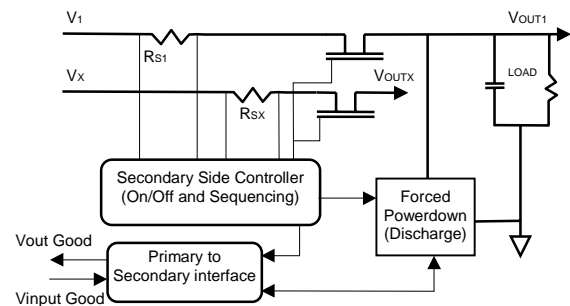 V1
VOUT1
RS1
VX
VOUTX
LOAD
RSX
Secondary Side Controller
(On/Off and Sequencing)
Forced
Powerdown
(Discharge)
Vout Good
Primary to
Secondary interface
Vinput Good